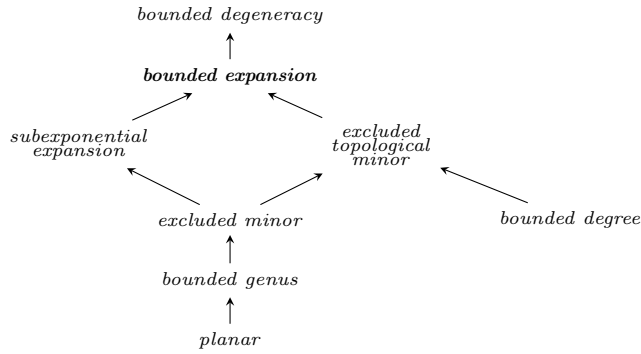 bounded degeneracy
bounded expansion
subexponential
expansion
excluded
topological
minor
excluded minor
bounded degree
bounded genus
planar